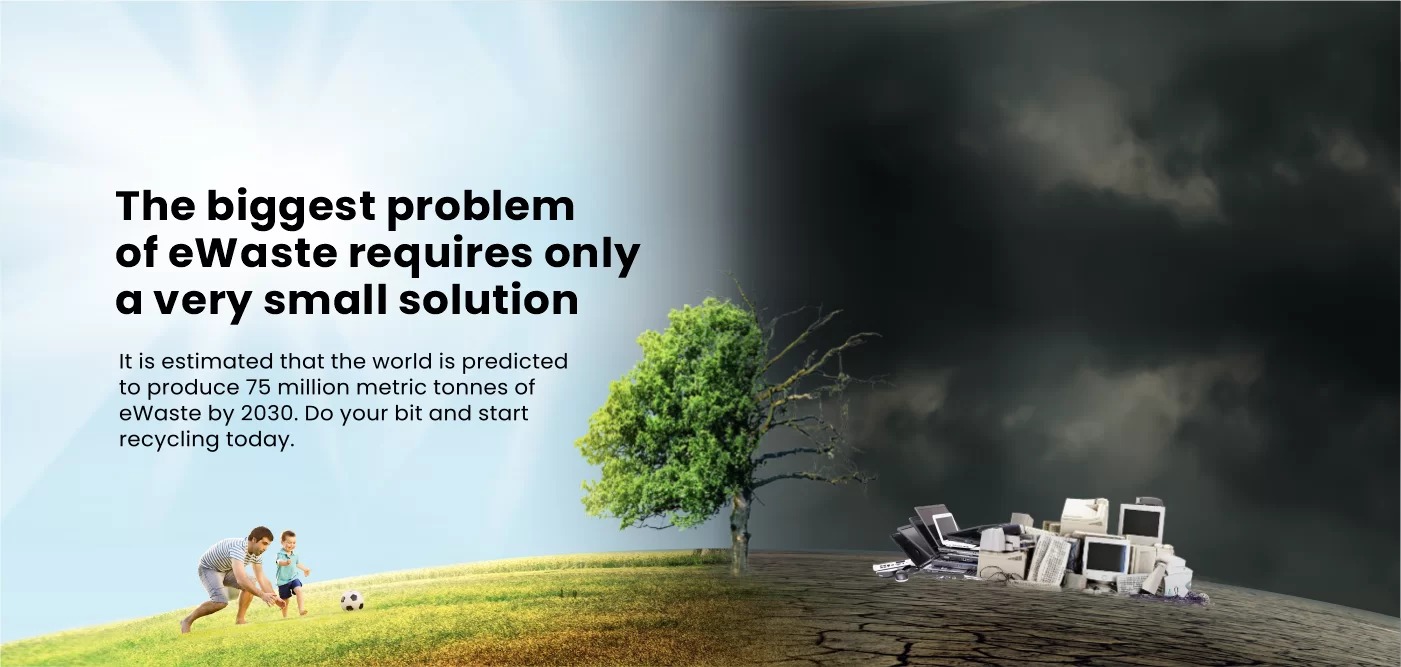 The biggest problem
of eWaste requires only
a very small solution
It is estimated that the world is predicted
to produce 75 million metric tonnes of
eWaste by 2030. Do your bit and start
recycling today.